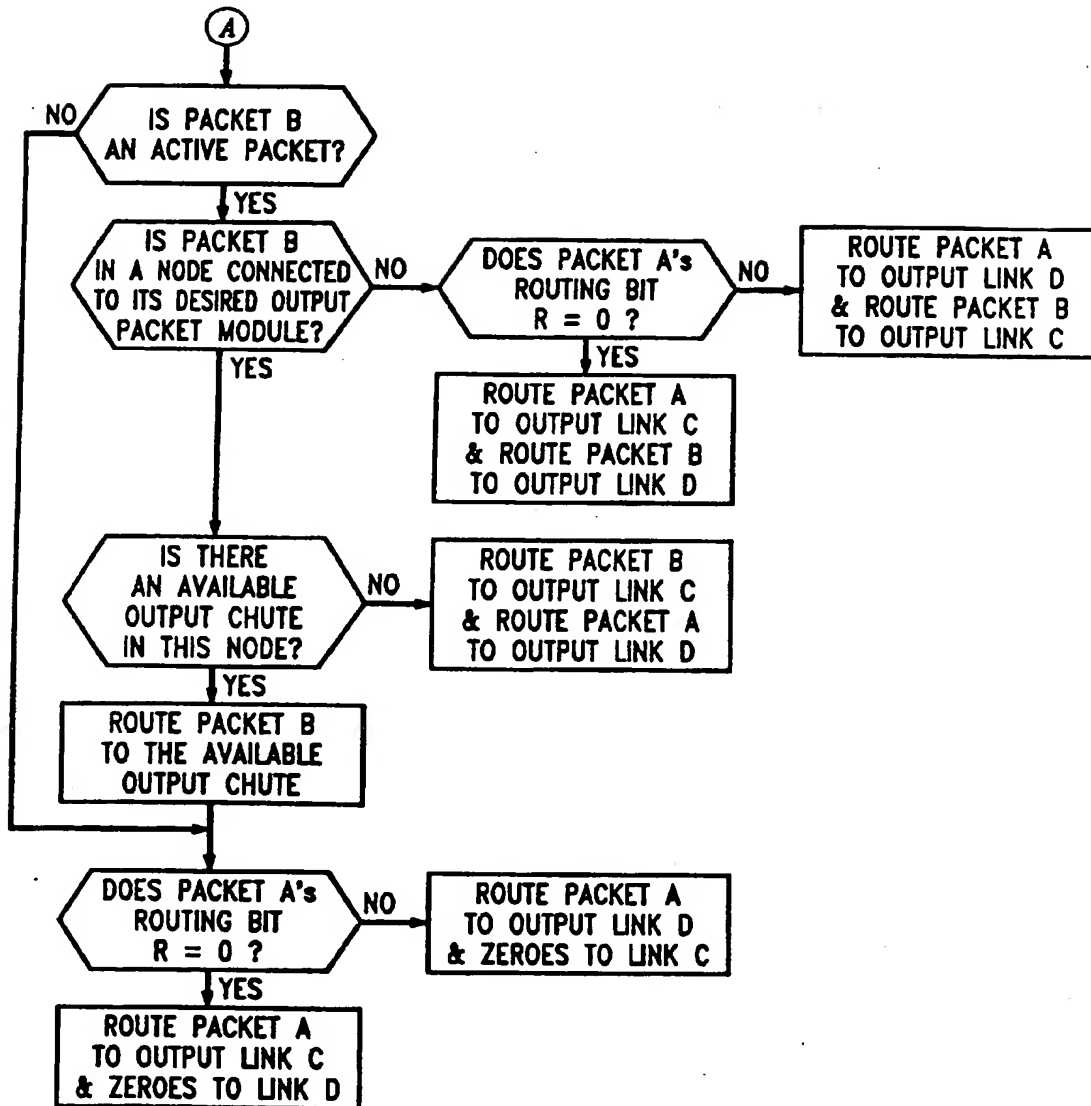 A
NO
IS PACKET B
AN ACTIVE PACKET?
YES
IS PACKET B
IN A NODE CONNECTED
TO ITS DESIRED OUTPUT
PACKET MODULE?
NO
DOES PACKET A's
ROUTING BIT
R = 0 ?
NO
ROUTE PACKET A
TO OUTPUT LINK D
& ROUTE PACKET B
TO OUTPUT LINK C
YES
YES
ROUTE PACKET A
TO OUTPUT LINK C
& ROUTE PACKET B
TO OUTPUT LINK D
IS THERE
AN AVAILABLE
OUTPUT CHUTE
IN THIS NODE?
NO
ROUTE PACKET B
TO OUTPUT LINK C
& ROUTE PACKET A
TO OUTPUT LINK D
YES
ROUTE PACKET B
TO THE AVAILABLE
OUTPUT CHUTE
DOES PACKET A's
ROUTING BIT
R = 0 ?
NO
ROUTE PACKET A
TO OUTPUT LINK D
& ZEROES TO LINK C
YES
ROUTE PACKET A
TO OUTPUT LINK C
& ZEROES TO LINK D